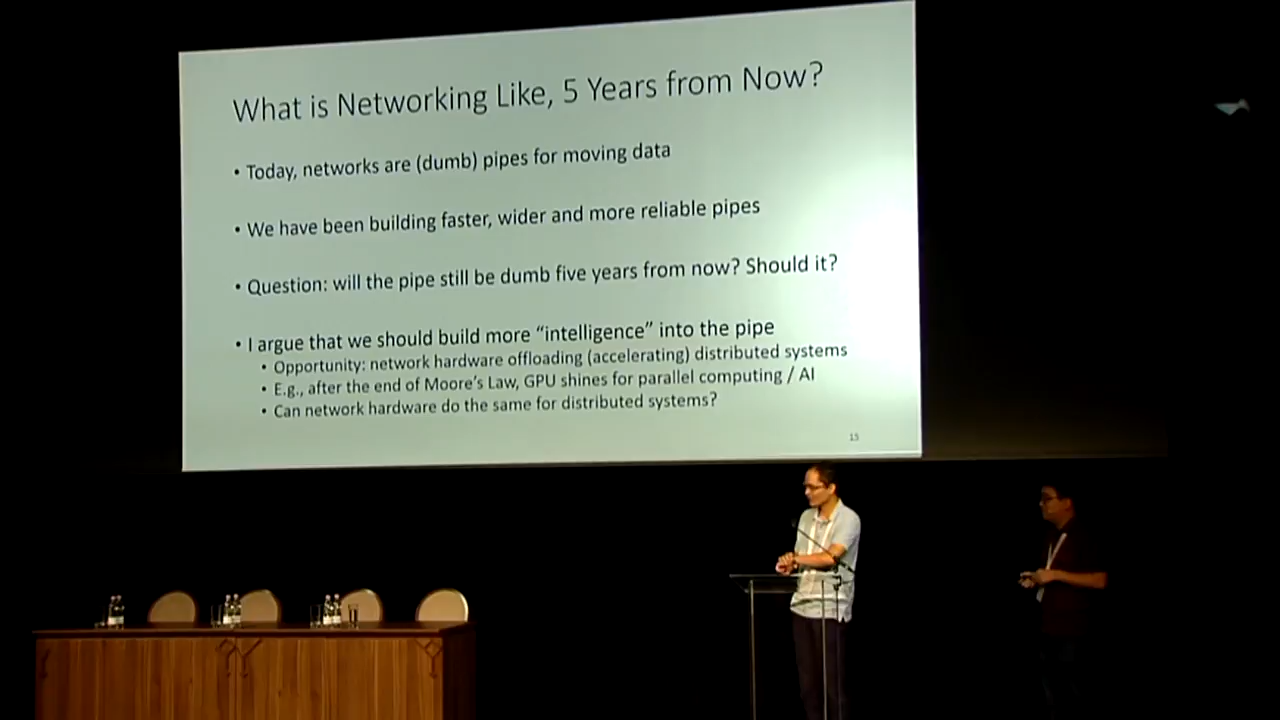 What is Networking Like, 5 Years from Now?
• Today, networks are (dumb) pipes for moving data
• We have been building faster, wider and more reliable pipes
• Question: will the pipe still be dumb five years from now? Should it?
• I argue that we should build more “intelligence” into the pipe
• Opportunity: network hardware offloading (accelerating) distributed systems
• E.g., after the end of Moore’s Law, GPU shines for parallel computing / AI
• Can network hardware do the same for distributed systems?
13